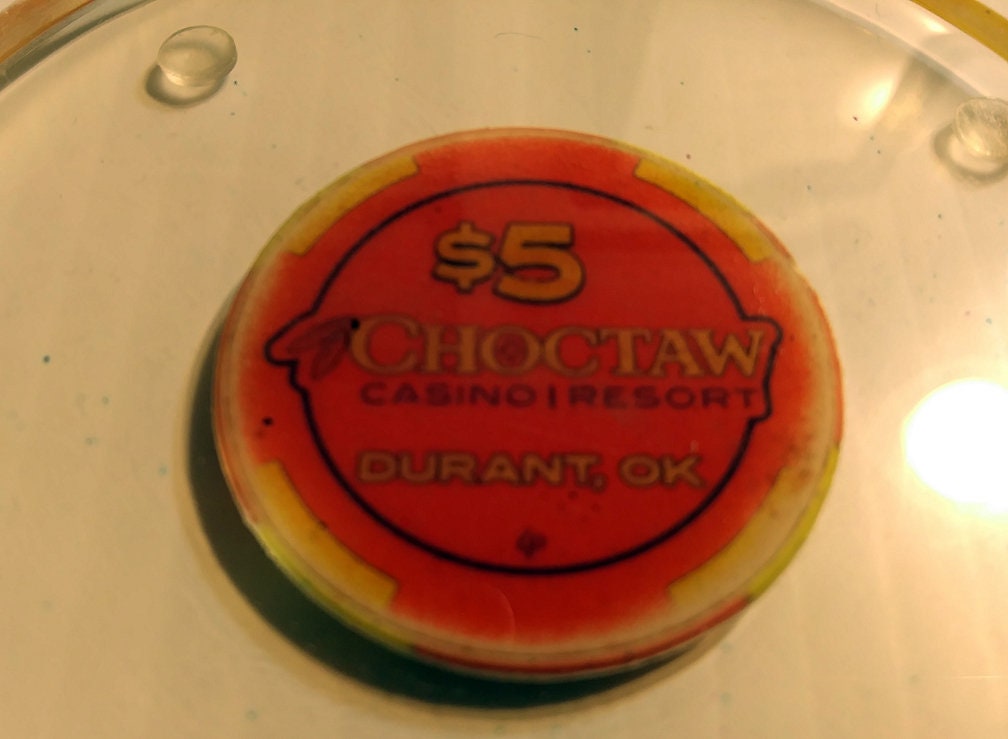 $5
CHOCTAW
CASINO | RESORT
DURANT, OK